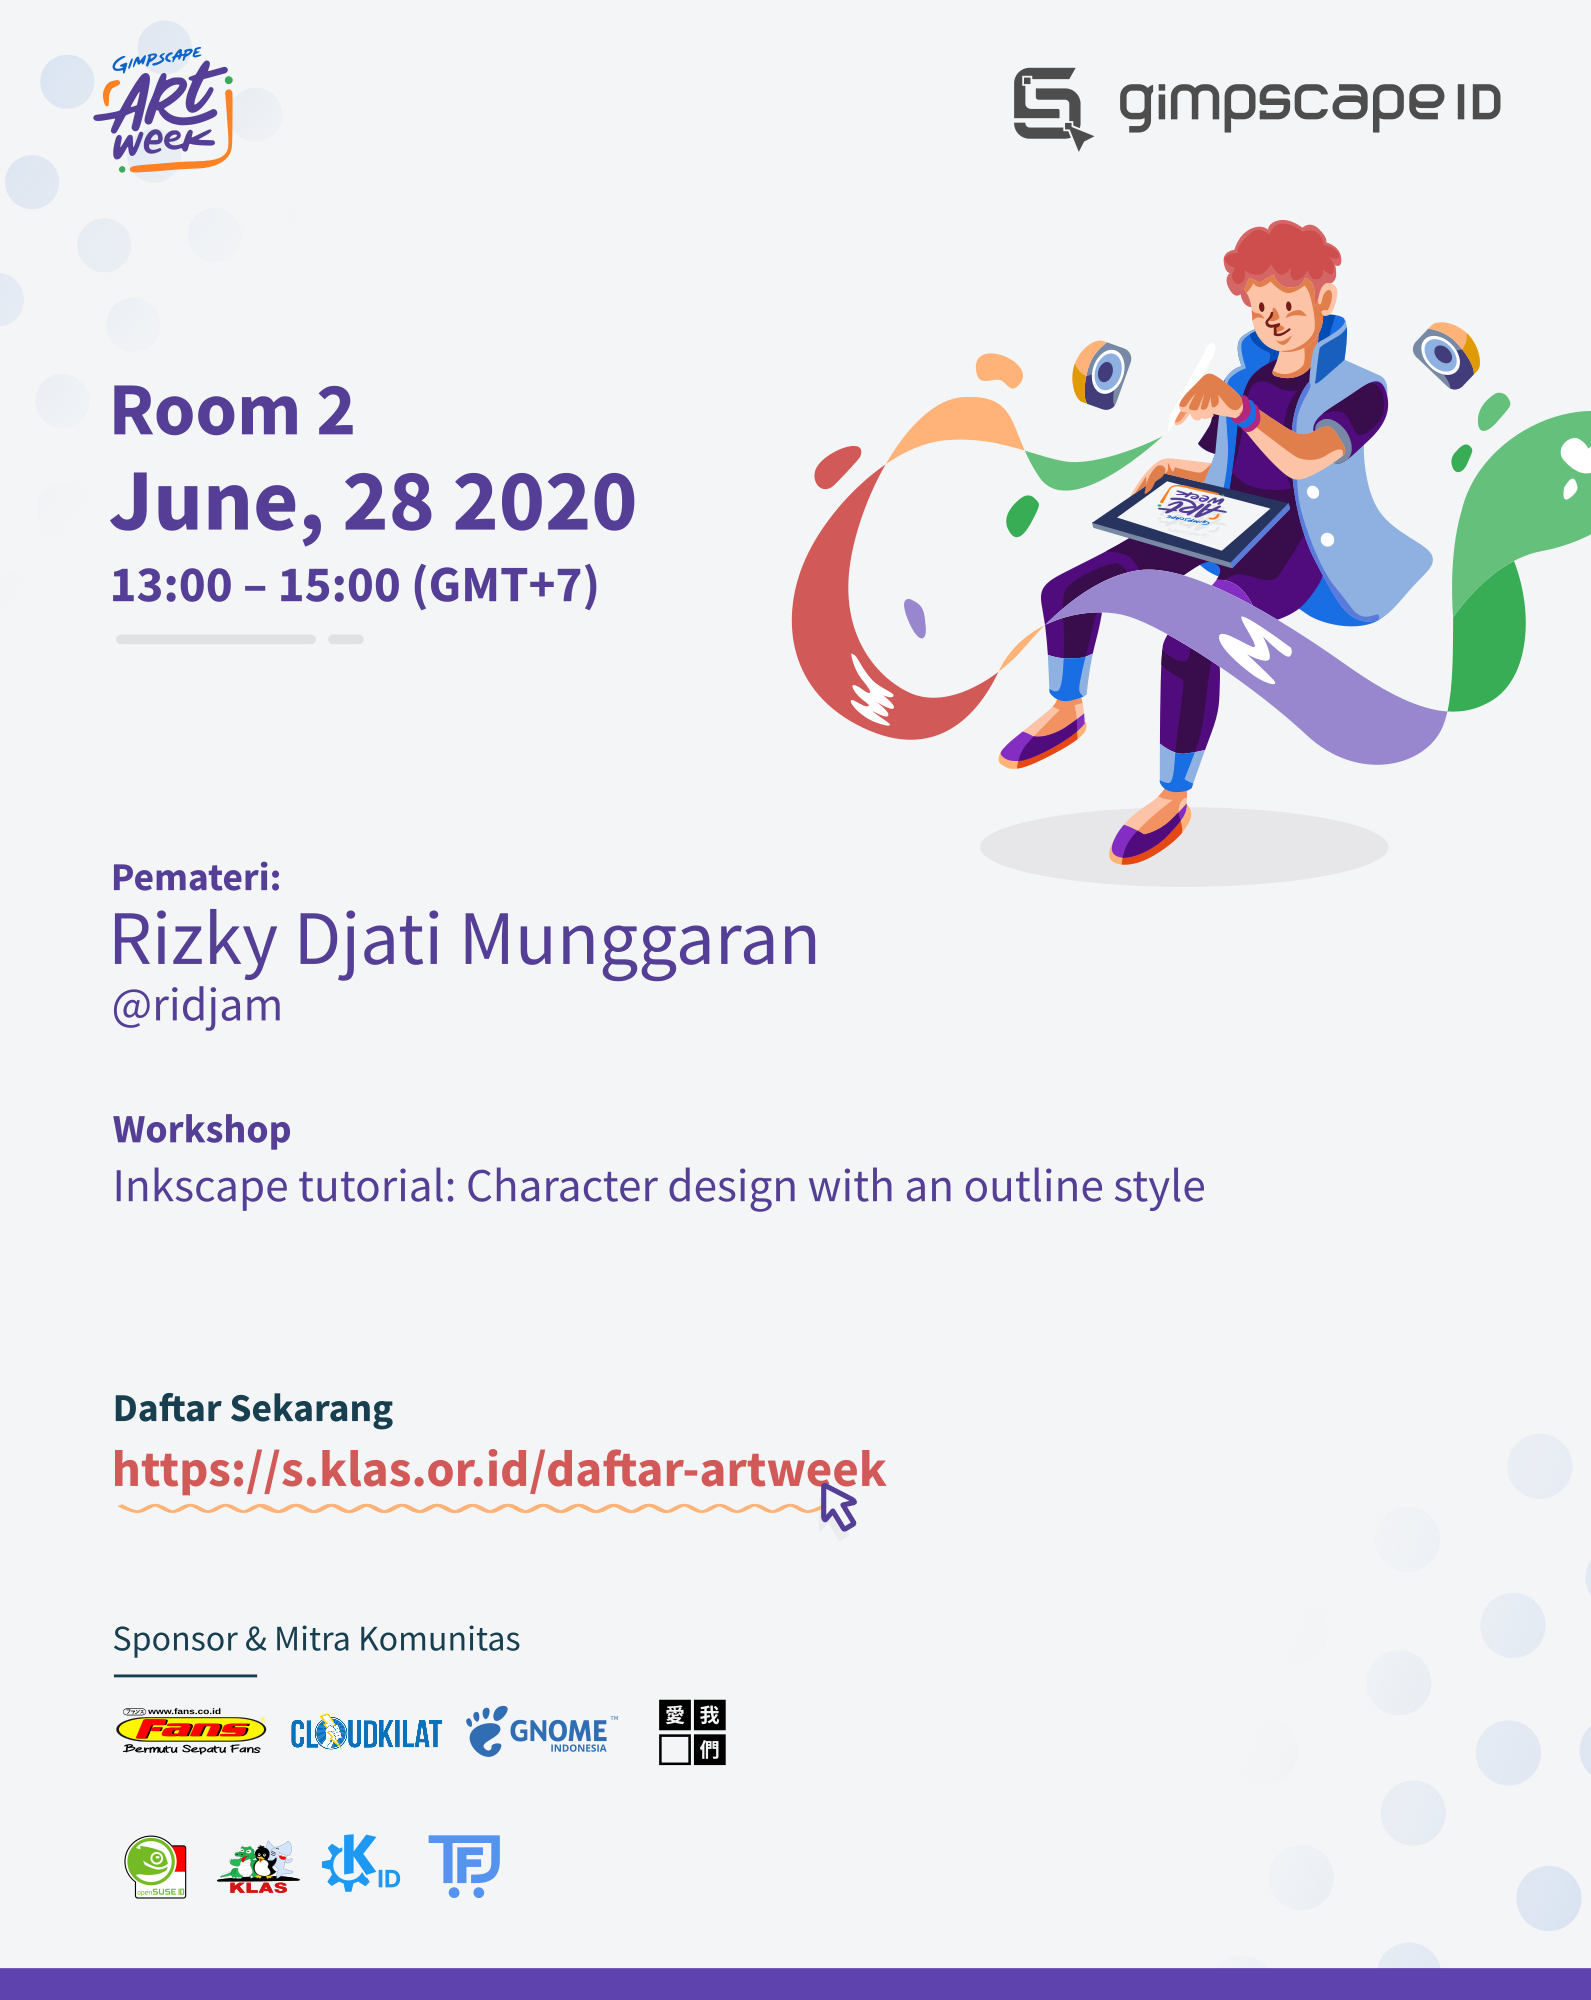 GIMPSCAPE
ART
week
gimpscape ID
Room 2
June, 28 2020
13:00 – 15:00 (GMT+7)
Pemateri:
Rizky Djati Munggaran
@ridjam
Workshop
Inkscape tutorial: Character design with an outline style
Daftar Sekarang
https://s.klas.or.id/daftar-artweek
Sponsor & Mitra Komunitas
www.fans.co.id
Fans
Bermutu Sepatu Fans
CLOUDKILAT
GNOME™
INDONESIA
愛我
們
openSUSE ID
KLAS
K ID